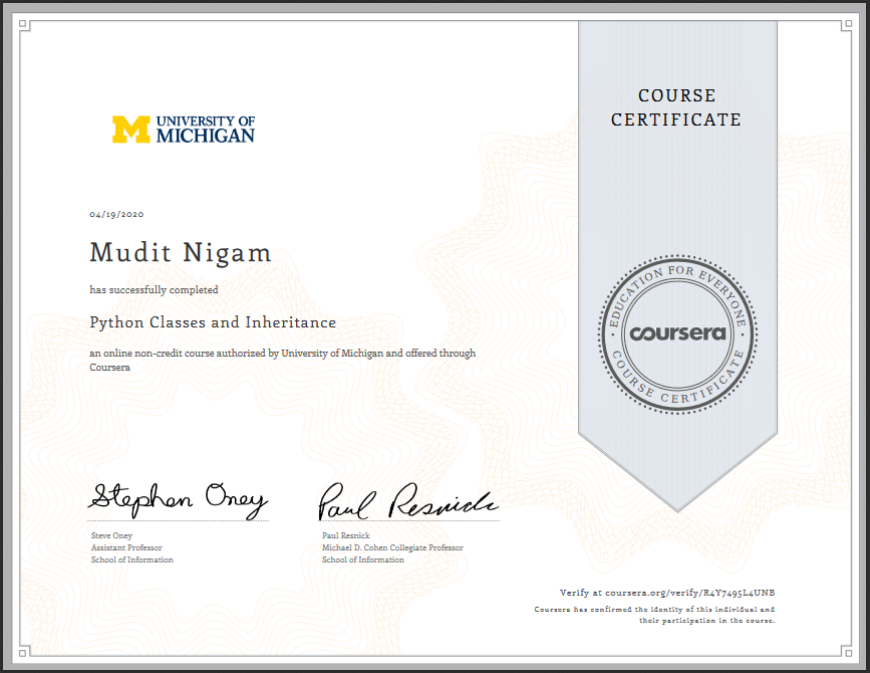 UNIVERSITY OF
MICHIGAN
COURSE
CERTIFICATE
04/19/2020
Mudit Nigam
has successfully completed
Python Classes and Inheritance
an online non-credit course authorized by University of Michigan and offered through
Coursera
EDUCATION FOR EVERYONE
coursera
COURSE CERTIFICATE
Stephen Oney
Paul Resnick
Steve Oney
Assistant Professor
School of Information
Paul Resnick
Michael D. Cohen Collegiate Professor
School of Information
Verify at coursera.org/verify/R4Y7495L4UNB
Coursera has confirmed the identity of this individual and
their participation in the course.